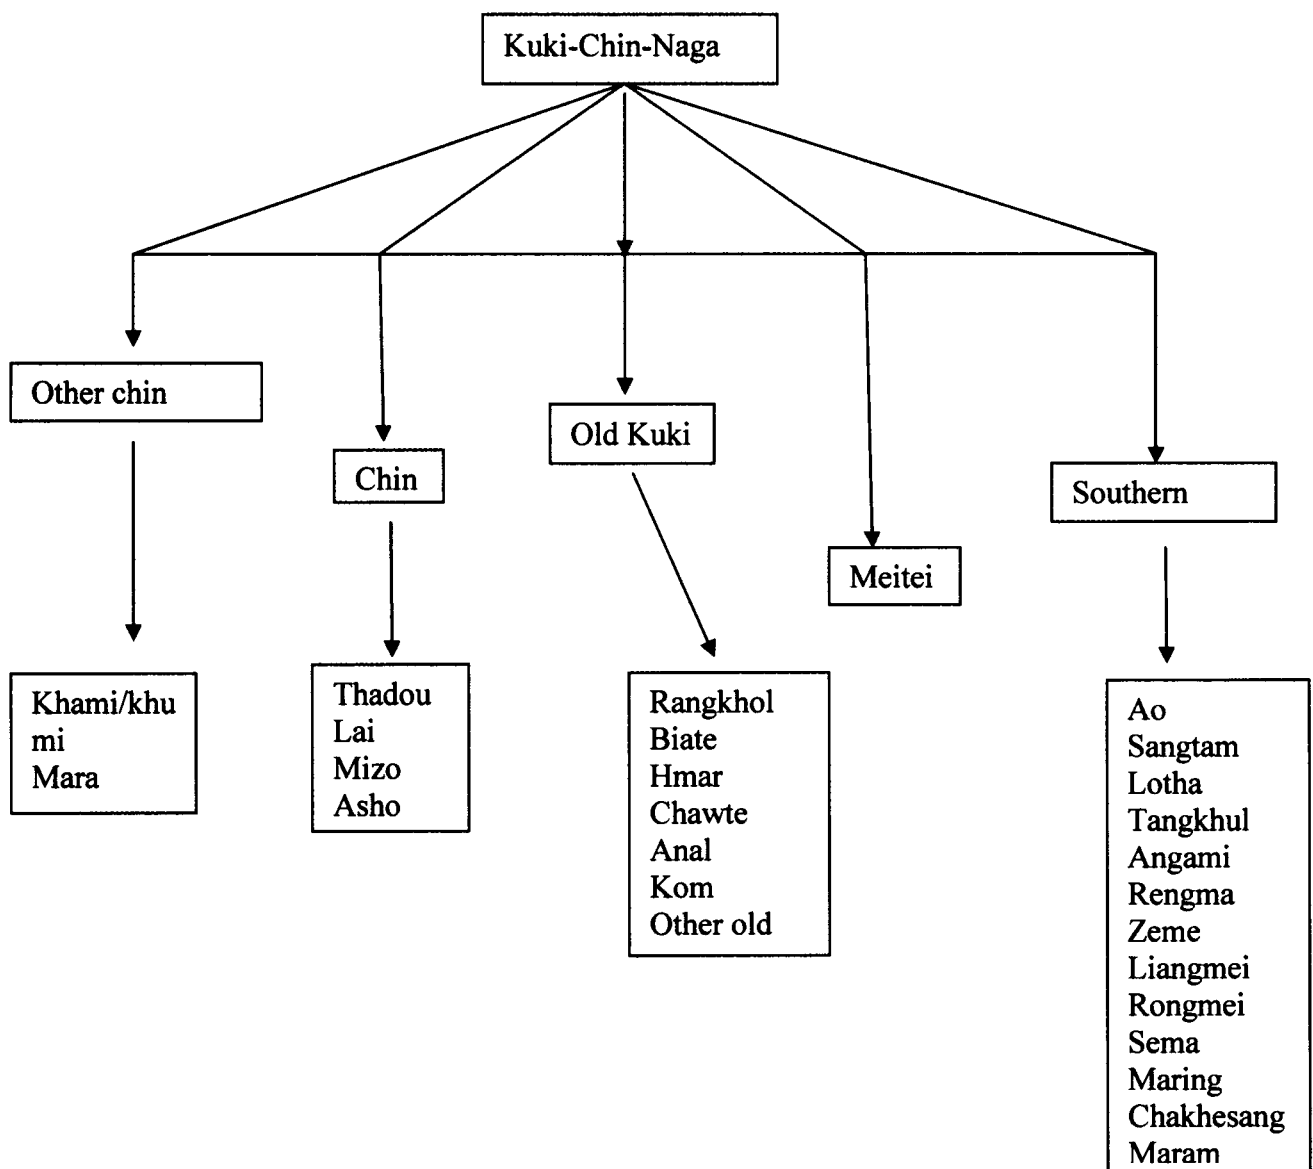 Kuki-Chin-Naga
Other chin
Old Kuki
Chin
Southern
Meitei
Khami/khu
mi
Mara
Thadou
Lai
Mizo
Asho
Rangkhol
Biate
Hmar
Chawte
Anal
Kom
Other old
Ao
Sangtam
Lotha
Tangkhul
Angami
Rengma
Zeme
Liangmei
Rongmei
Sema
Maring
Chakhesang
Maram